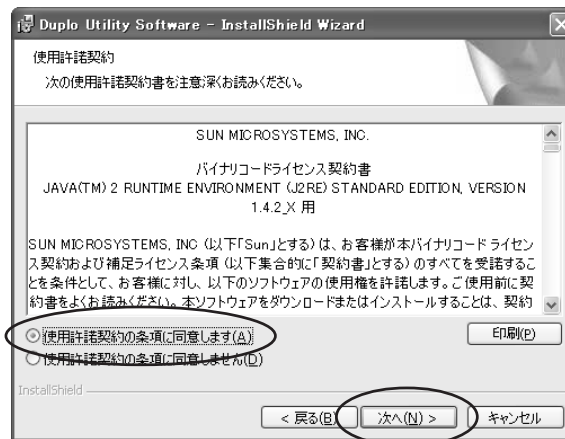 Duplo Utility Software - InstallShield Wizard
使用許諾契約
次の使用許諾契約書を注意深くお読みください。
SUN MICROSYSTEMS, INC.
バイナリコードライセンス契約書
JAVA(TM) 2 RUNTIME ENVIRONMENT (J2RE) STANDARD EDITION, VERSION
1.4.2_X 用
SUN MICROSYSTEMS, INC (以下「Sun」とする) は、お客様が本バイナリコード ライセン
ス契約および補足ライセンス条項 (以下集合的に「契約書」とする) のすべてを受諾するこ
とを条件として、お客様に対し、以下のソフトウェアの使用権を許諾します。ご使用前に契
約書をよくお読みください。本ソフトウェアをダウンロードまたはインストールすることは、契約
使用許諾契約の条項に同意します(A)
印刷(P)
使用許諾契約の条項に同意しません(D)
InstallShield
< 戻る(B)
次へ(N) >
キャンセル